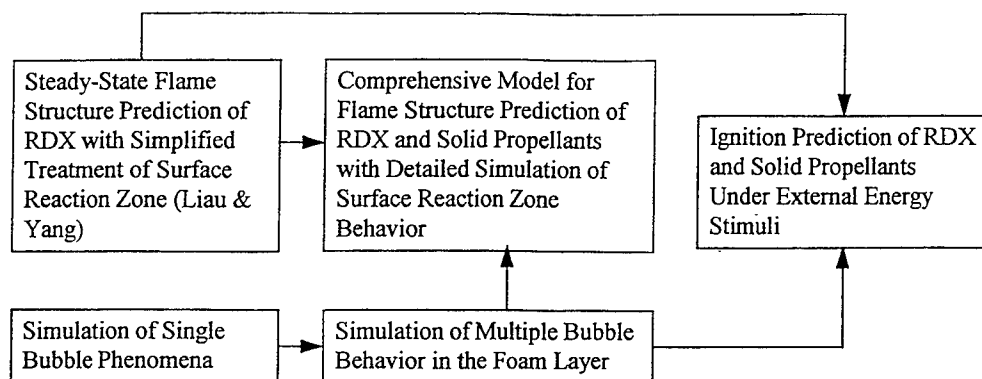 Steady-State Flame
Structure Prediction of
RDX with Simplified
Treatment of Surface
Reaction Zone (Liau &
Yang)
Comprehensive Model for
Flame Structure Prediction of
RDX and Solid Propellants
with Detailed Simulation of
Surface Reaction Zone
Behavior
Ignition Prediction of RDX
and Solid Propellants
Under External Energy
Stimuli
Simulation of Single
Bubble Phenomena
Simulation of Multiple Bubble
Behavior in the Foam Layer